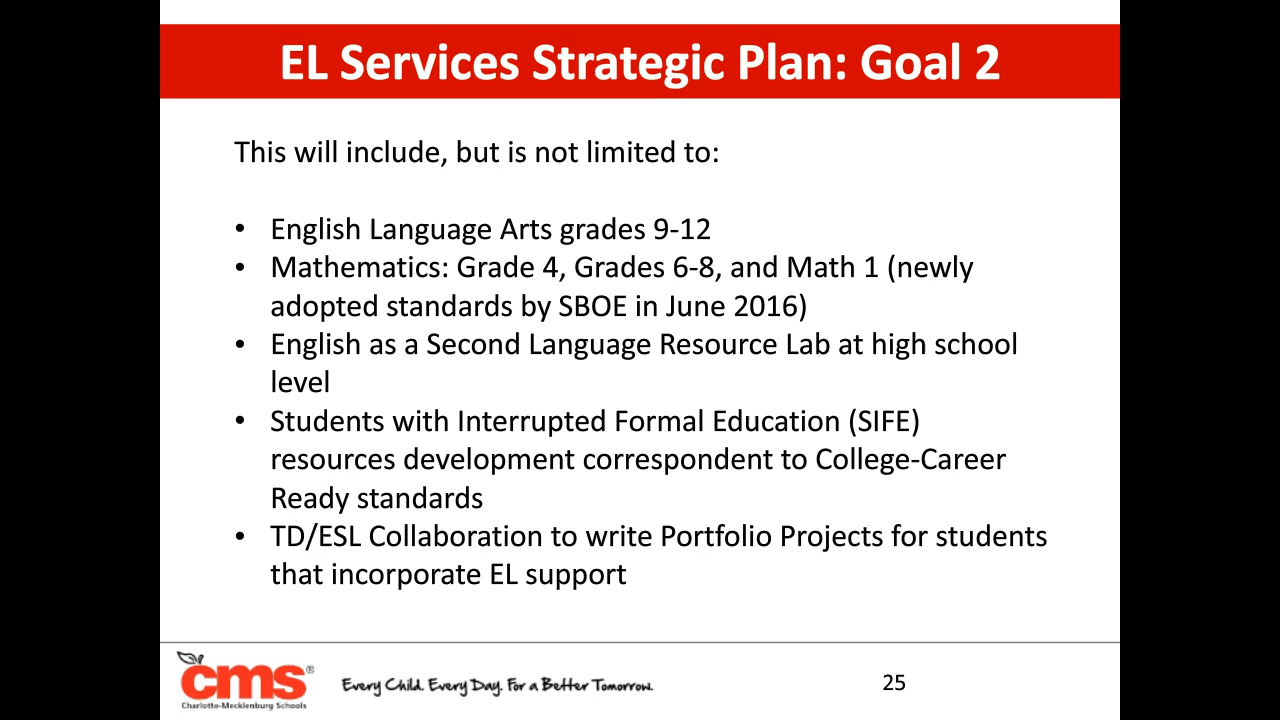 EL Services Strategic Plan: Goal 2
This will include, but is not limited to:
• English Language Arts grades 9-12
• Mathematics: Grade 4, Grades 6-8, and Math 1 (newly
adopted standards by SBOE in June 2016)
• English as a Second Language Resource Lab at high school
level
• Students with Interrupted Formal Education (SIFE)
resources development correspondent to College-Career
Ready standards
• TD/ESL Collaboration to write Portfolio Projects for students
that incorporate EL support
cms®
Charlotte-Mecklenburg Schools
Every Child. Every Day. For a Better Tomorrow.
25